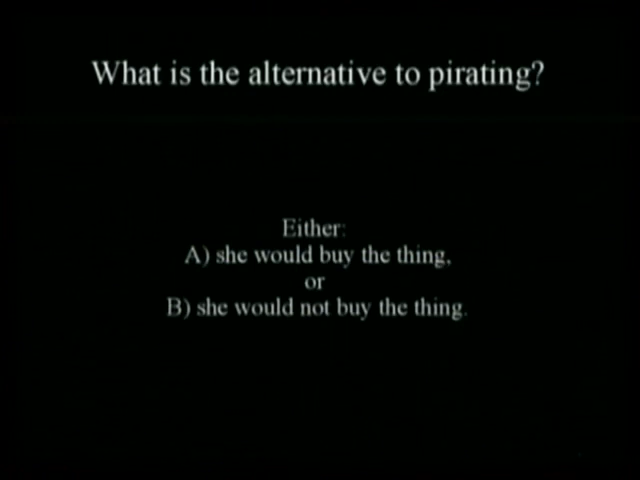 What is the alternative to pirating?
Either:
A) she would buy the thing,
or
B) she would not buy the thing.